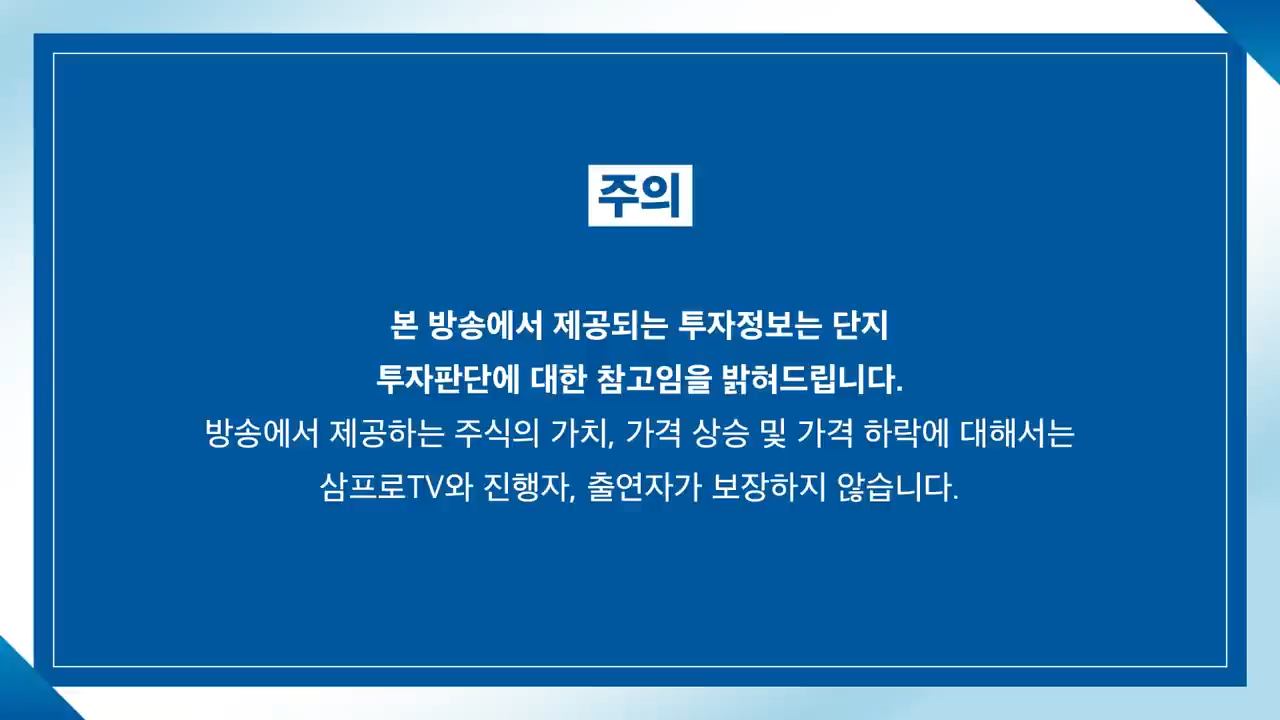 주의
본 방송에서 제공되는 투자정보는 단지
투자판단에 대한 참고임을 밝혀드립니다.
방송에서 제공하는 주식의 가치, 가격 상승 및 가격 하락에 대해서는
삼프로TV와 진행자, 출연자가 보장하지 않습니다.